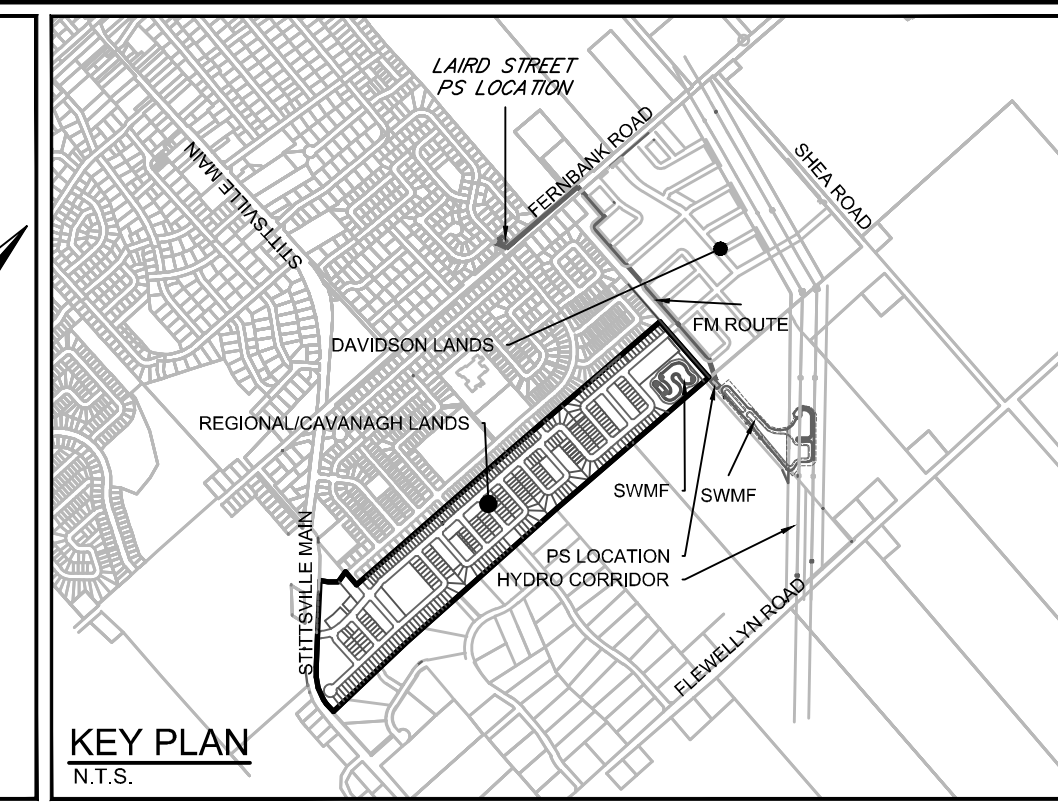 LAIRD STREET
PS LOCATION
FERNBANK ROAD
SHEA ROAD
STITTSVILLE MAIN
FM ROUTE
DAVIDSON LANDS
REGIONAL/CAVANAGH LANDS
SWMF
SWMF
PS LOCATION
HYDRO CORRIDOR
STITTSVILLE MAIN
FLEWELLYN ROAD
KEY PLAN
N.T.S.